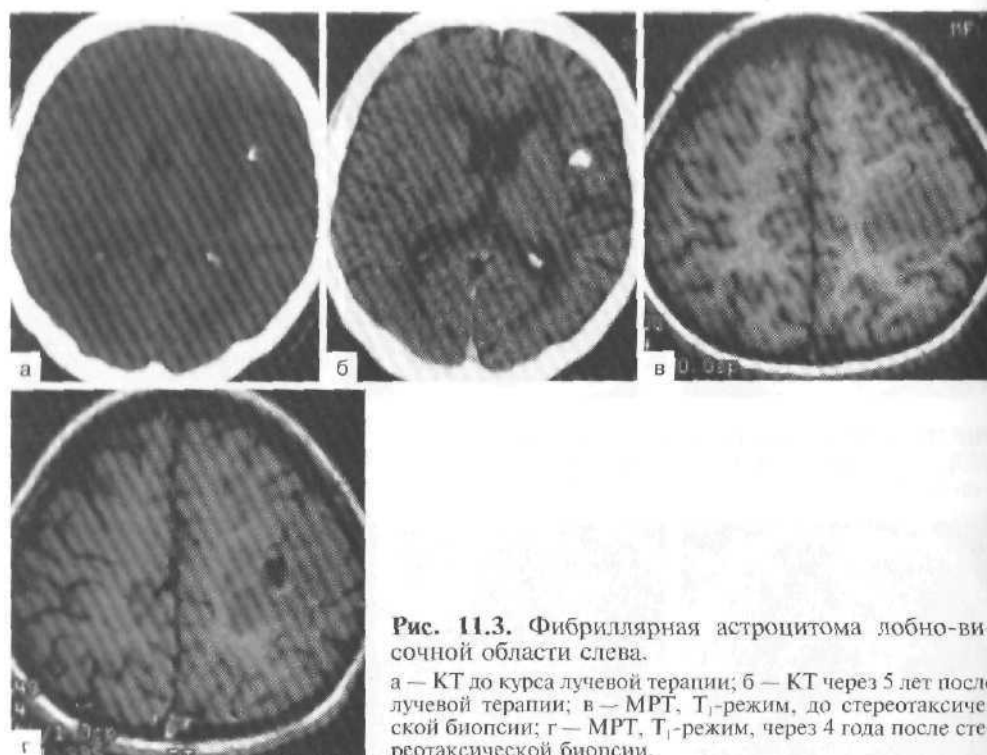 а
б
в
г
Рис. 11.3. Фибриллярная астроцитома лобно-ви-
сочной области слева.
а — КТ до курса лучевой терапии; б — КТ через 5 лет после
лучевой терапии; в — МРТ, T₁-режим, до стереотаксиче-
ской биопсии; г — МРТ, T₁-режим, через 4 года после сте-
реотаксической биопсии.